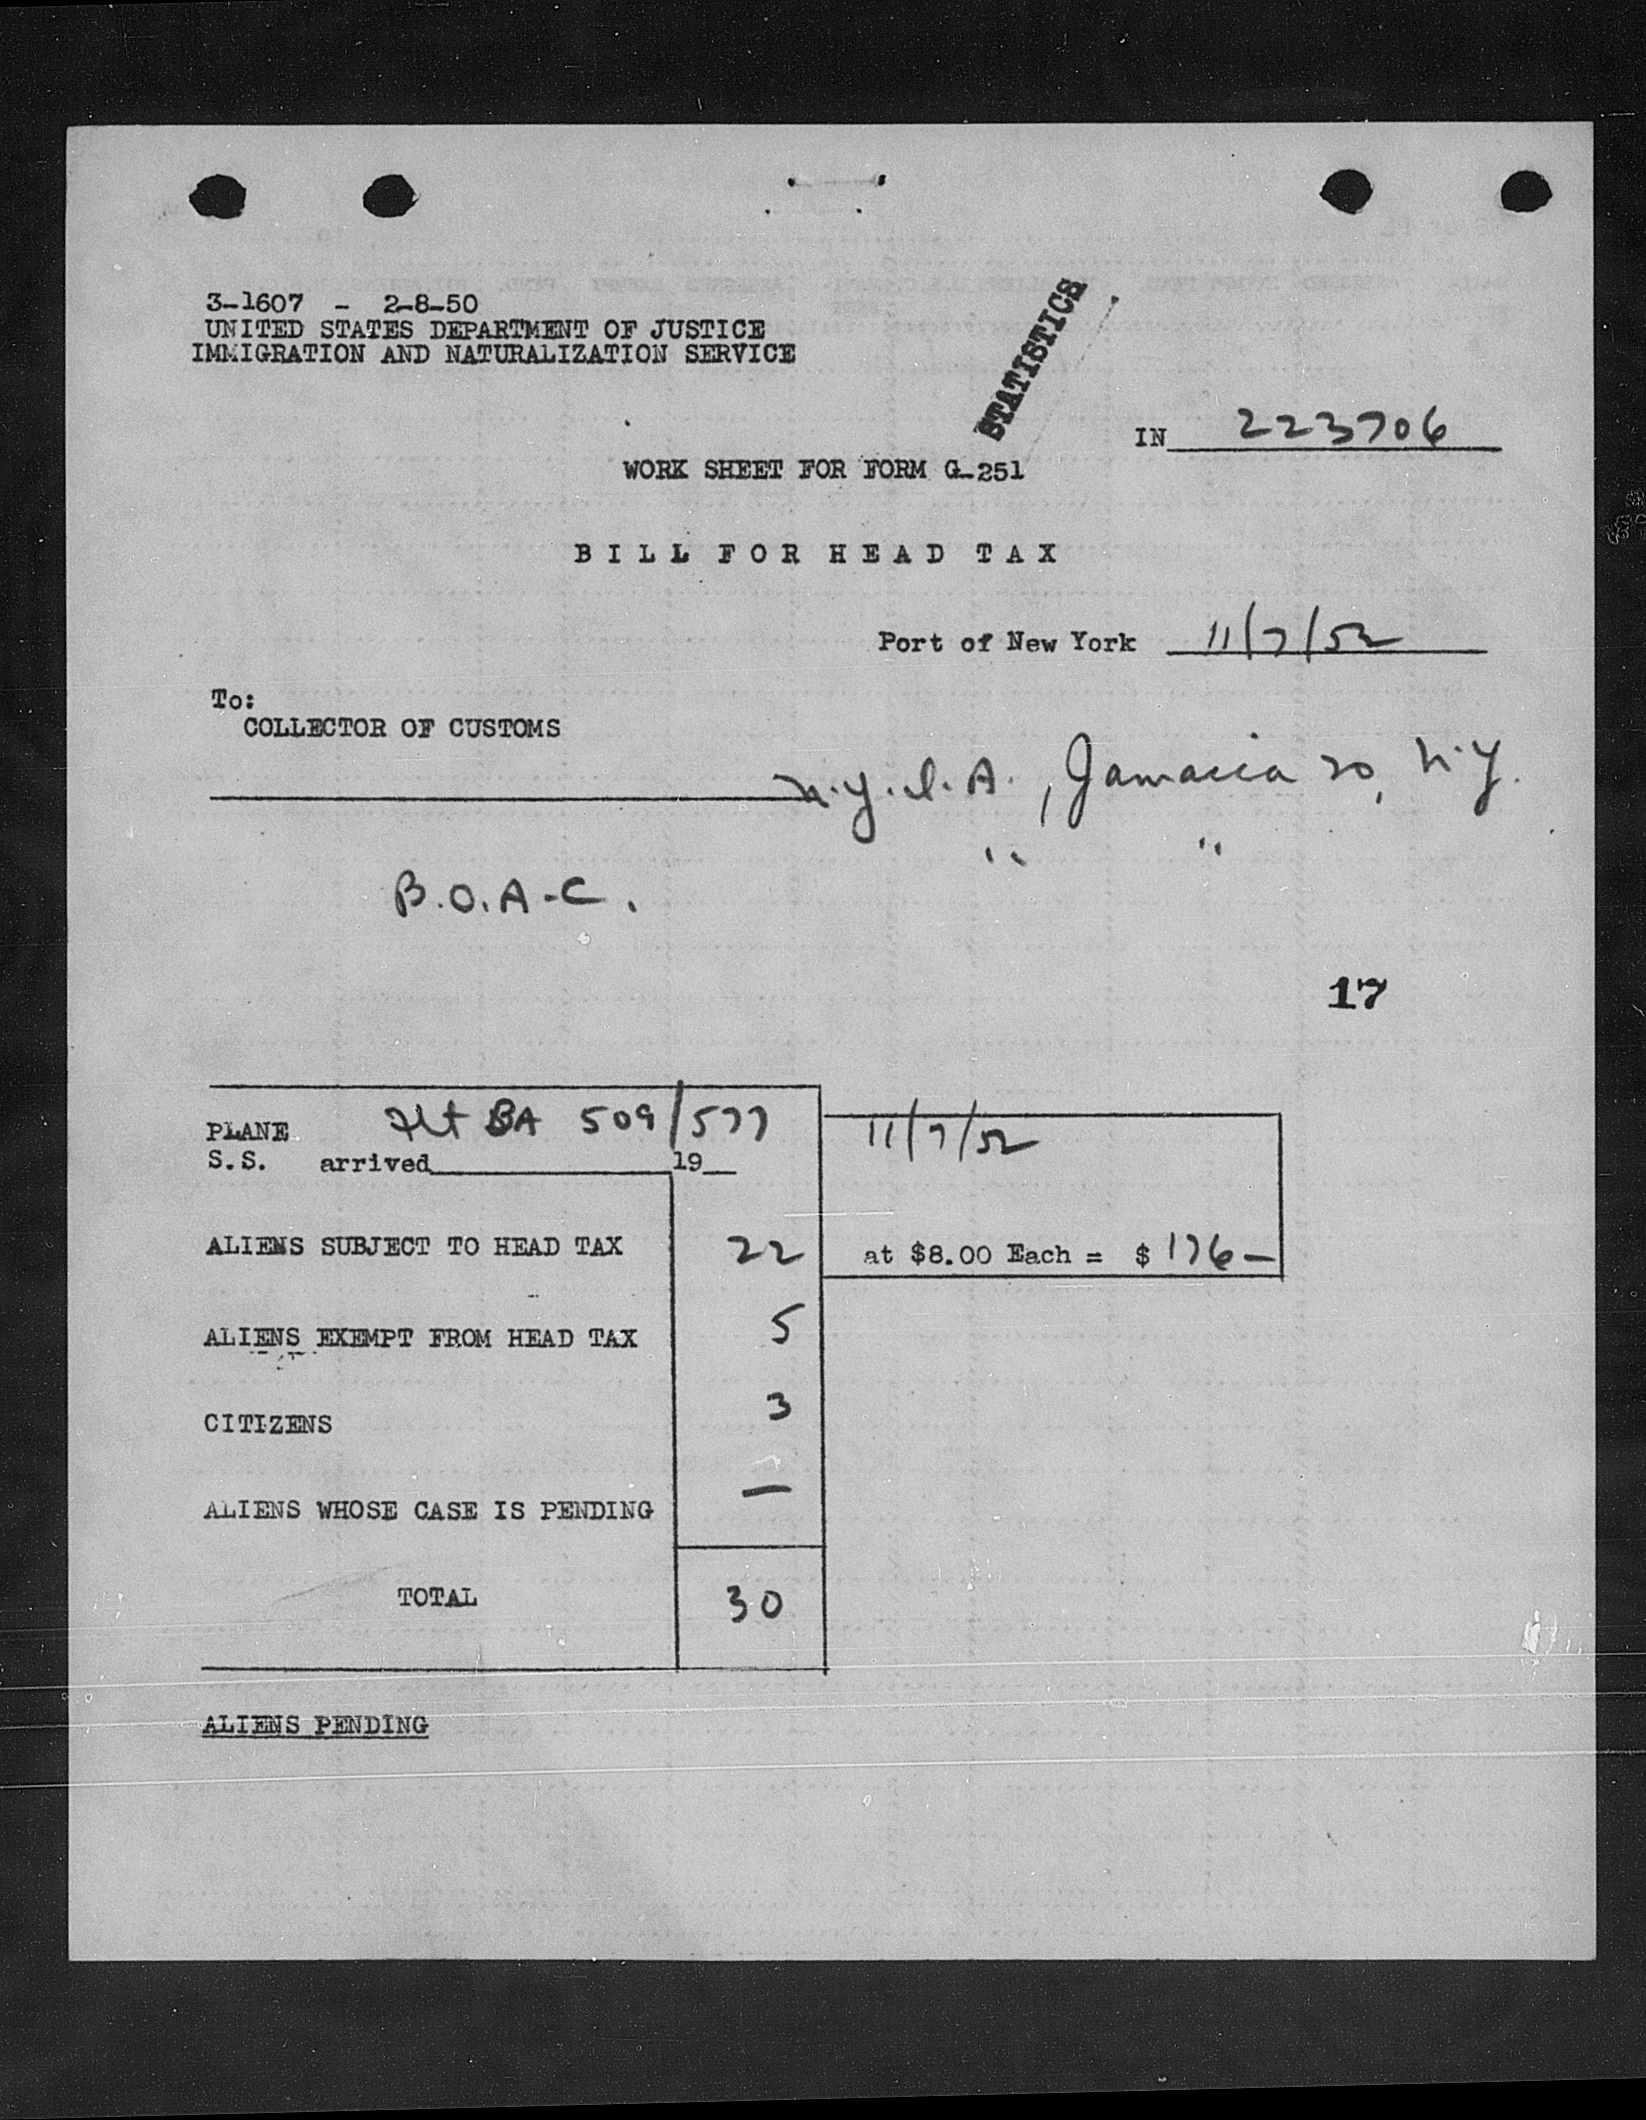 3-1607 - 2-8-50
UNITED STATES DEPARTMENT OF JUSTICE
IMMIGRATION AND NATURALIZATION SERVICE
STATISTICS
IN 223706
WORK SHEET FOR FORM G-251
BILL FOR HEAD TAX
Port of New York 11/7/52
To:
COLLECTOR OF CUSTOMS
N.Y.I.A., Jamaica 20, N.Y.
" "
B.O.A.C.
17
PLANE Flt BA 509/577 11/7/52
S.S. arrived 19
ALIENS SUBJECT TO HEAD TAX 22 at $8.00 Each = $ 176-
ALIENS EXEMPT FROM HEAD TAX 5
CITIZENS 3
ALIENS WHOSE CASE IS PENDING —
TOTAL 30
ALIENS PENDING